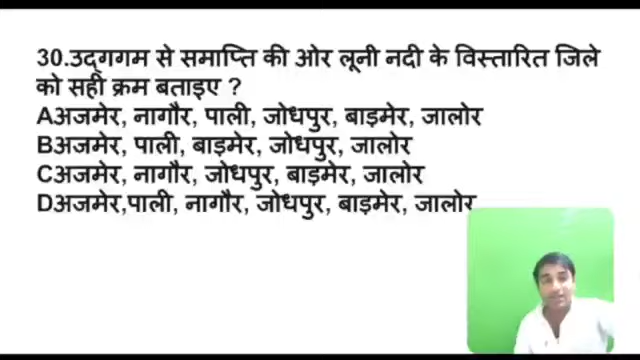 30.उद्गगम से समाप्ति की ओर लूनी नदी के विस्तारित जिले
को सही क्रम बताइए ?
Aअजमेर, नागौर, पाली, जोधपुर, बाड़मेर, जालोर
Bअजमेर, पाली, बाड़मेर, जोधपुर, जालोर
Cअजमेर, नागौर, जोधपुर, बाड़मेर, जालोर
Dअजमेर,पाली, नागौर, जोधपुर, बाड़मेर, जालोर